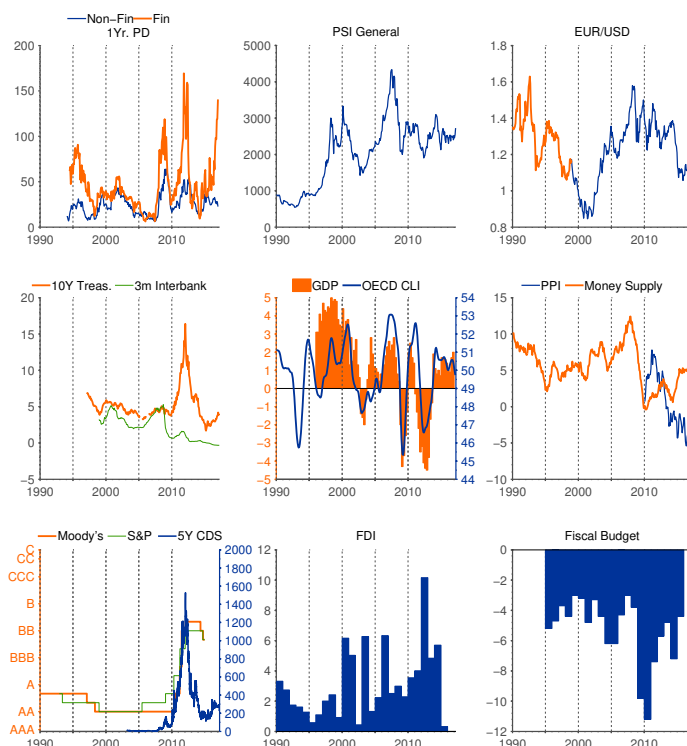 Non-Fin Fin
1Yr. PD
200
150
100
50
0
1990 2000 2010
PSI General
5000
4000
3000
2000
1000
0
1990 2000 2010
EUR/USD
1.8
1.6
1.4
1.2
1
0.8
1990 2000 2010
10Y Treas. 3m Interbank
20
15
10
5
0
−5
1990 2000 2010
GDP OECD CLI
5 54
4 53
3 52
2 51
1 50
0 49
−1 48
−2 47
−3 46
−4 45
−5 44
1990 2000 2010
PPI Money Supply
15
10
5
0
−5
−10
1990 2000 2010
Moody's S&P 5Y CDS
C 2000
CC 1800
CCC 1600
B 1400
BB 1200
BBB 1000
A 800
AA 600
AAA 400
200
0
1990 2000 2010
FDI
12
10
8
6
4
2
0
1990 2000 2010
Fiscal Budget
0
−2
−4
−6
−8
−10
−12
1990 2000 2010